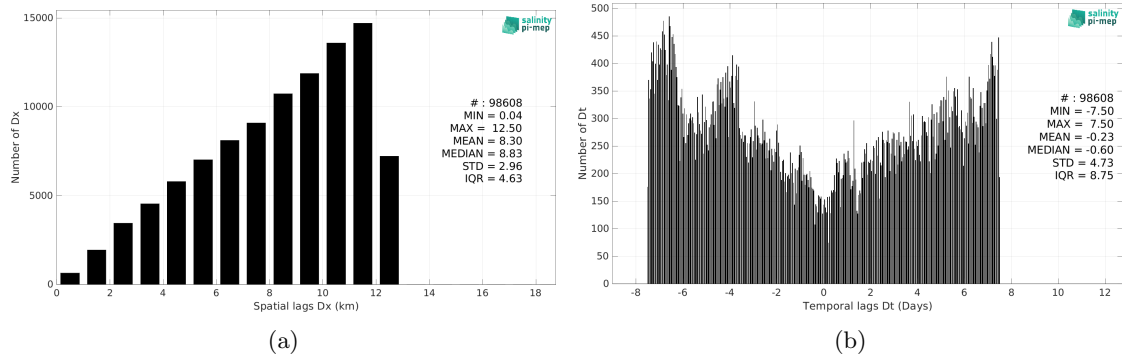 15000
10000
5000
0
Number of Dx
0 2 4 6 8 10 12 14 16 18
Spatial lags Dx (km)
salinity
pi-mep
# : 98608
MIN = 0.04
MAX = 12.50
MEAN = 8.30
MEDIAN = 8.83
STD = 2.96
IQR = 4.63
(a)
500
450
400
350
300
250
200
150
100
50
0
Number of Dt
-8 -6 -4 -2 0 2 4 6 8 10 12
Temporal lags Dt (Days)
salinity
pi-mep
# : 98608
MIN = -7.50
MAX = 7.50
MEAN = -0.23
MEDIAN = -0.60
STD = 4.73
IQR = 8.75
(b)